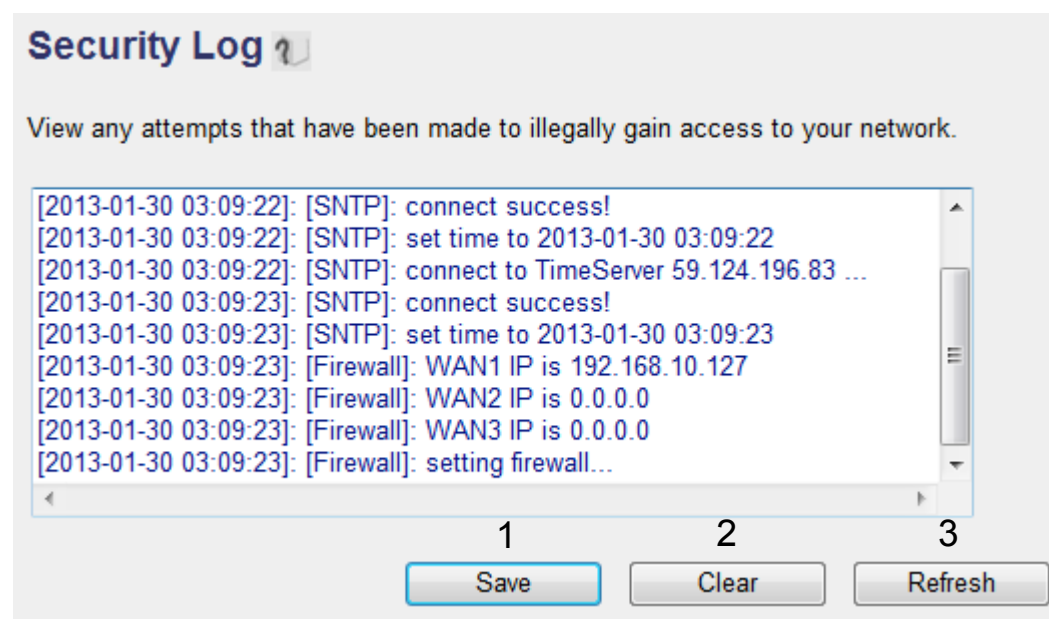 Security Log
View any attempts that have been made to illegally gain access to your network.
[2013-01-30 03:09:22]: [SNTP]: connect success!
[2013-01-30 03:09:22]: [SNTP]: set time to 2013-01-30 03:09:22
[2013-01-30 03:09:22]: [SNTP]: connect to TimeServer 59.124.196.83 ...
[2013-01-30 03:09:23]: [SNTP]: connect success!
[2013-01-30 03:09:23]: [SNTP]: set time to 2013-01-30 03:09:23
[2013-01-30 03:09:23]: [Firewall]: WAN1 IP is 192.168.10.127
[2013-01-30 03:09:23]: [Firewall]: WAN2 IP is 0.0.0.0
[2013-01-30 03:09:23]: [Firewall]: WAN3 IP is 0.0.0.0
[2013-01-30 03:09:23]: [Firewall]: setting firewall...
1 2 3
Save Clear Refresh